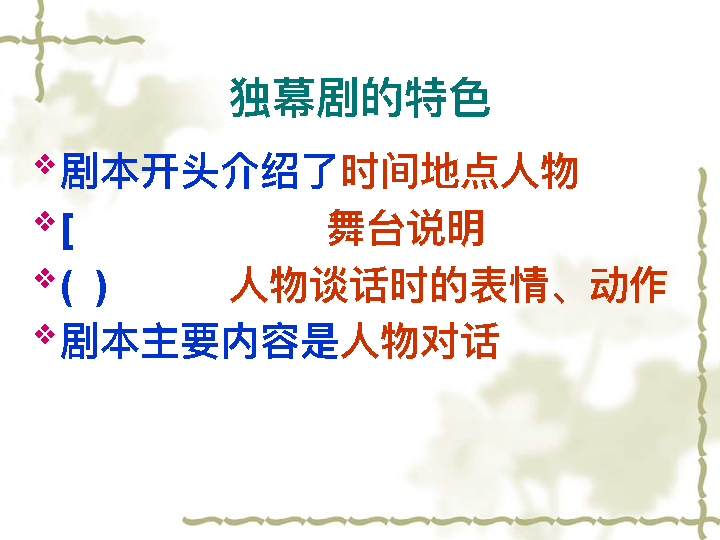 独幕剧的特色
剧本开头介绍了时间地点人物
[ 舞台说明
( ) 人物谈话时的表情、动作
剧本主要内容是人物对话